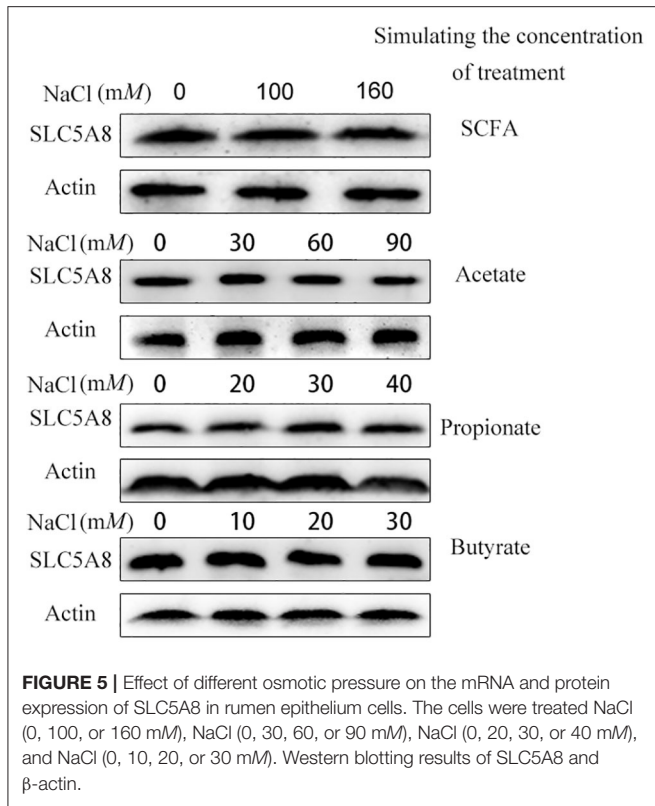 Simulating the concentration
of treatment
NaCl (mM) 0 100 160
SLC5A8 SCFA
Actin
NaCl(mM) 0 30 60 90
SLC5A8 Acetate
Actin
NaCl(mM) 0 20 30 40
SLC5A8 Propionate
Actin
NaCl(mM) 0 10 20 30
SLC5A8 Butyrate
Actin
FIGURE 5 | Effect of different osmotic pressure on the mRNA and protein
expression of SLC5A8 in rumen epithelium cells. The cells were treated NaCl
(0, 100, or 160 mM), NaCl (0, 30, 60, or 90 mM), NaCl (0, 20, 30, or 40 mM),
and NaCl (0, 10, 20, or 30 mM). Western blotting results of SLC5A8 and
β-actin.